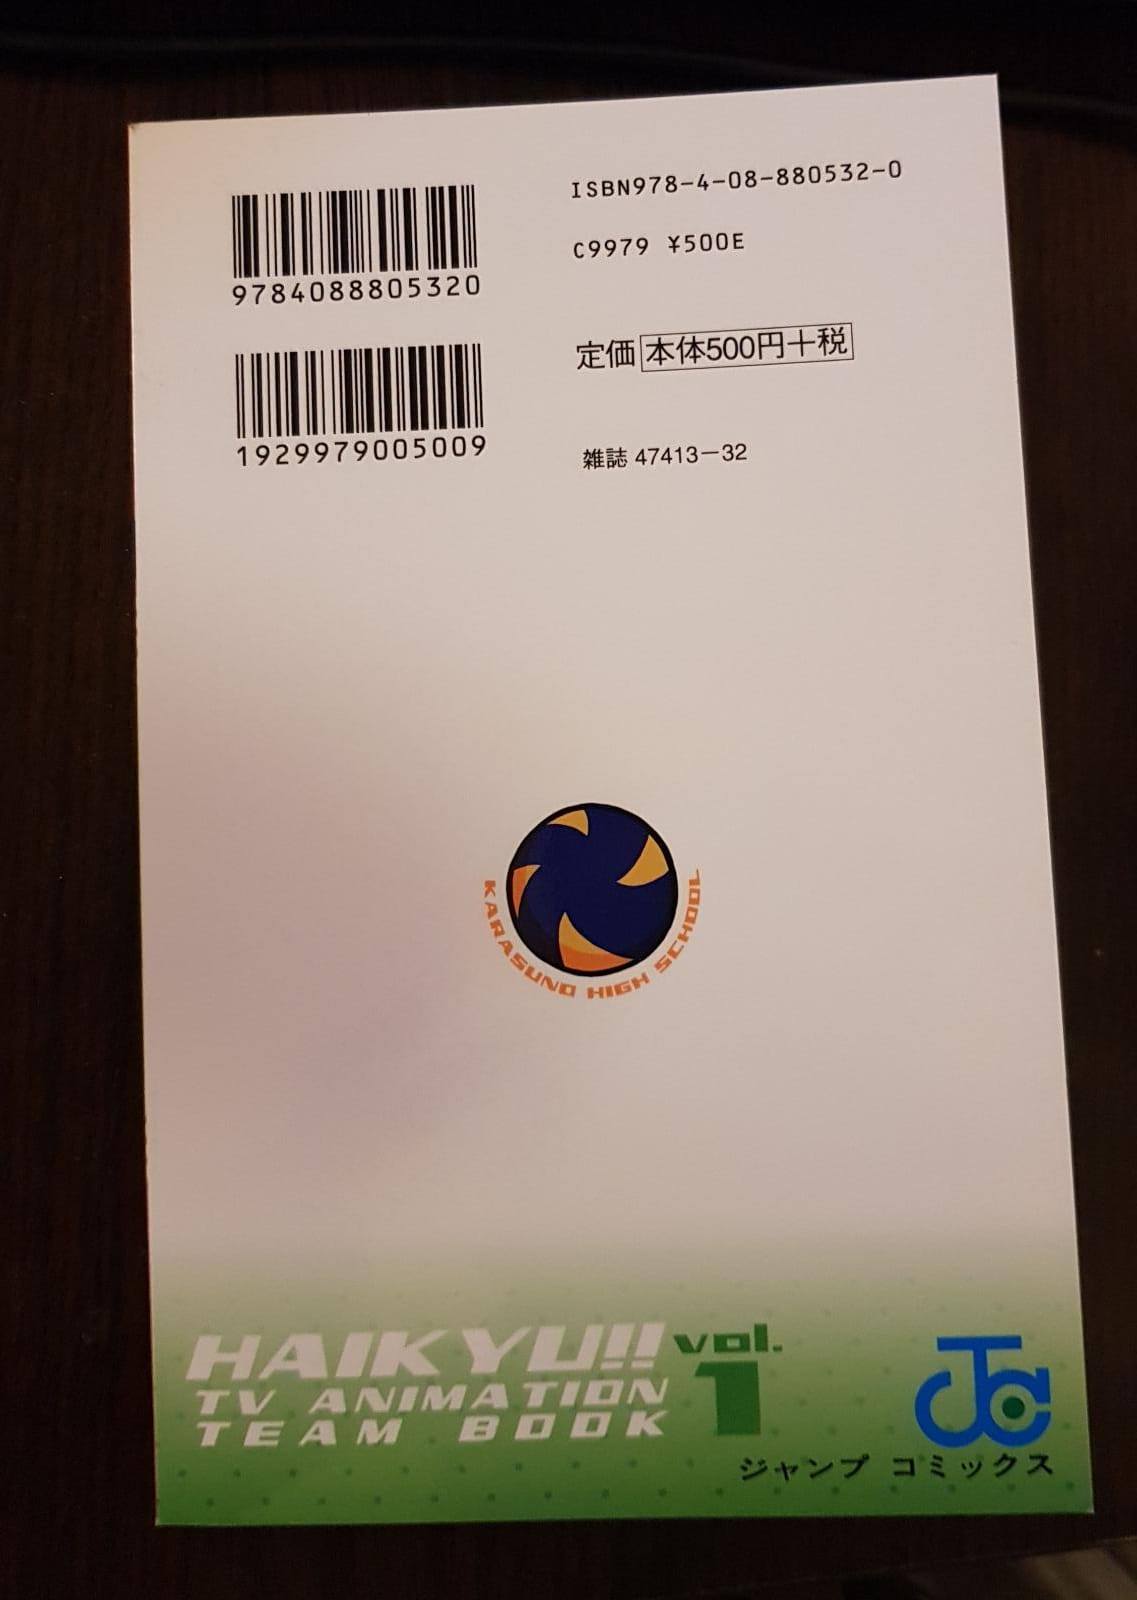 ISBN978-4-08-880532-0
9784088805320
C9979 ¥500E
定価 本体500円+税
1929979005009
雑誌 47413-32
KARASUNO HIGH SCHOOL
HAIKYU!! vol.
TV ANIMATION 1
TEAM BOOK
JC
ジャンプ コミックス